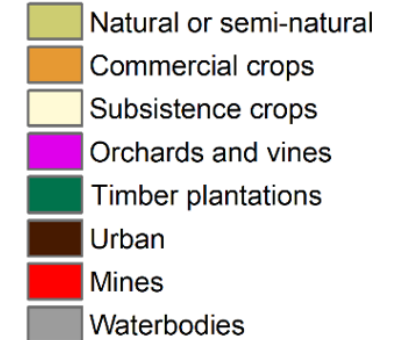 Natural or semi-natural
Commercial crops
Subsistence crops
Orchards and vines
Timber plantations
Urban
Mines
Waterbodies